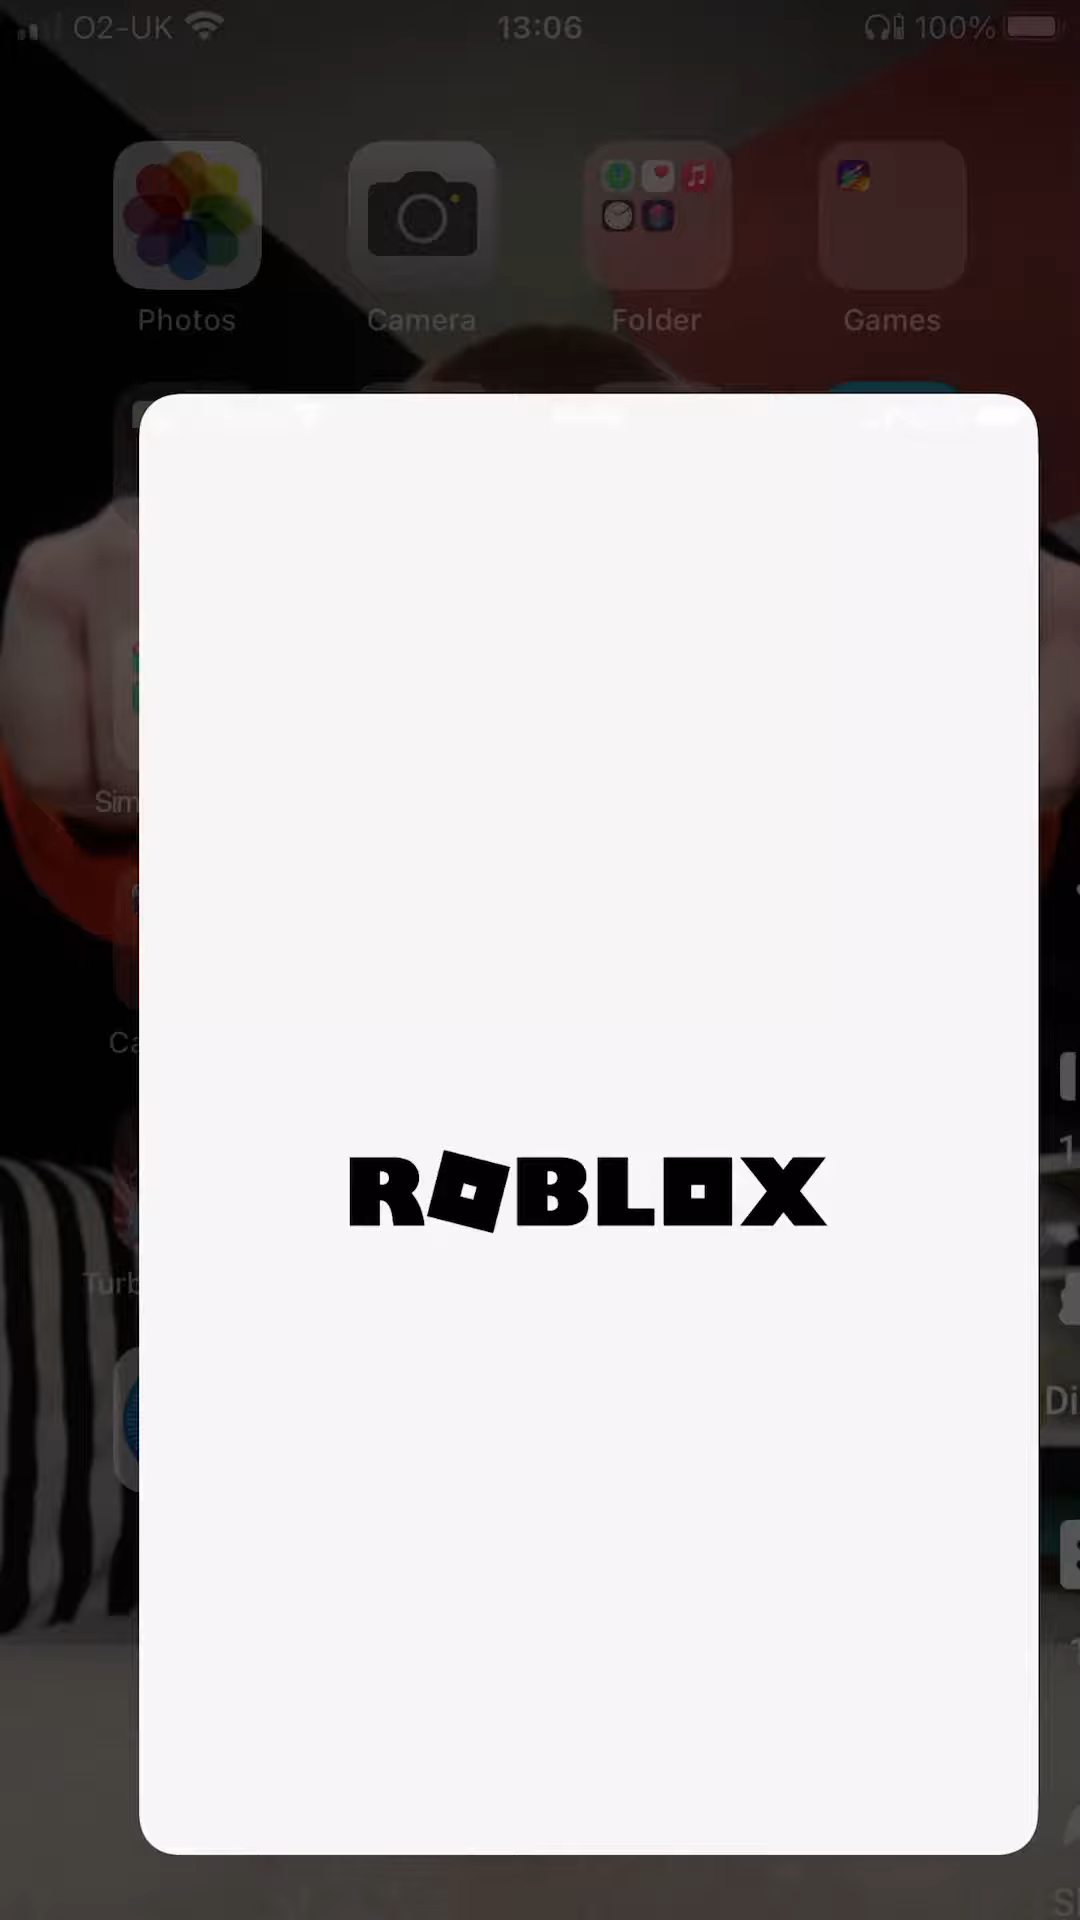 O2-UK 13:06 100%
Photos Camera Folder Games
Sim
Ca
ROBLOX
Turb
Di